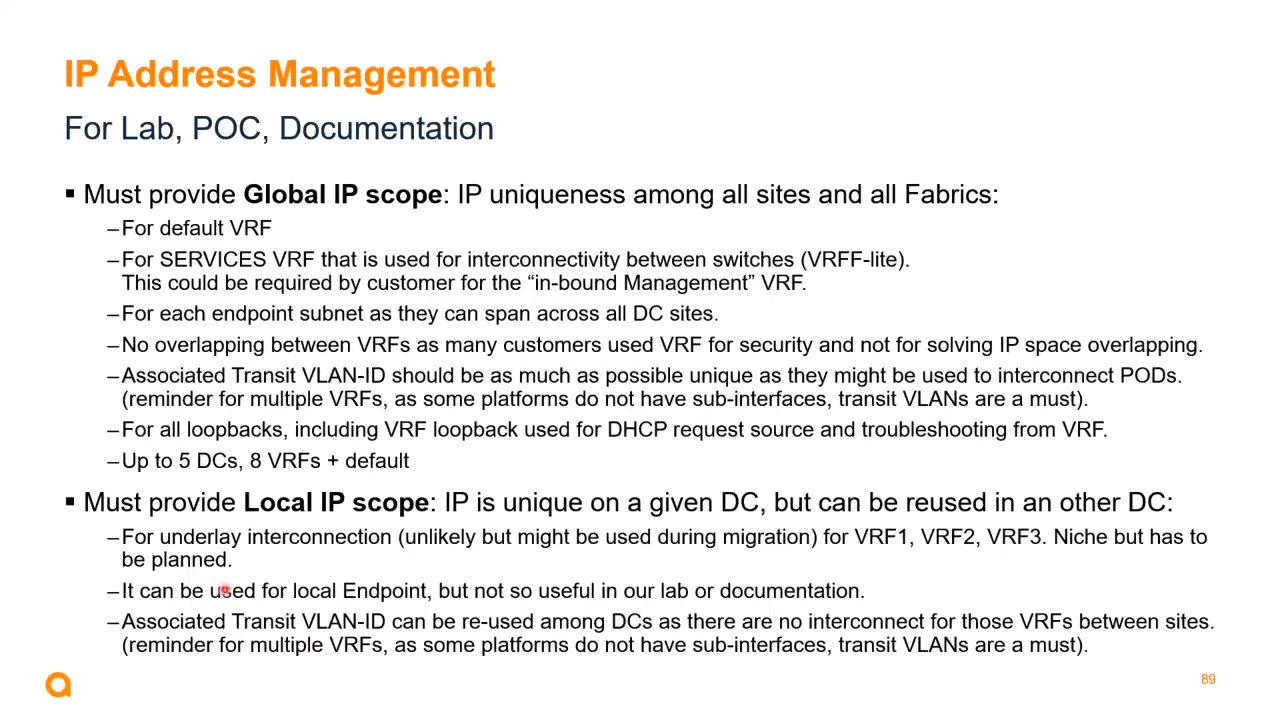 IP Address Management
For Lab, POC, Documentation
▪ Must provide Global IP scope: IP uniqueness among all sites and all Fabrics:
–For default VRF
–For SERVICES VRF that is used for interconnectivity between switches (VRFF-lite).
This could be required by customer for the “in-bound Management” VRF.
–For each endpoint subnet as they can span across all DC sites.
–No overlapping between VRFs as many customers used VRF for security and not for solving IP space overlapping.
–Associated Transit VLAN-ID should be as much as possible unique as they might be used to interconnect PODs.
(reminder for multiple VRFs, as some platforms do not have sub-interfaces, transit VLANs are a must).
–For all loopbacks, including VRF loopback used for DHCP request source and troubleshooting from VRF.
–Up to 5 DCs, 8 VRFs + default
▪ Must provide Local IP scope: IP is unique on a given DC, but can be reused in an other DC:
–For underlay interconnection (unlikely but might be used during migration) for VRF1, VRF2, VRF3. Niche but has to
be planned.
–It can be used for local Endpoint, but not so useful in our lab or documentation.
–Associated Transit VLAN-ID can be re-used among DCs as there are no interconnect for those VRFs between sites.
(reminder for multiple VRFs, as some platforms do not have sub-interfaces, transit VLANs are a must).
89